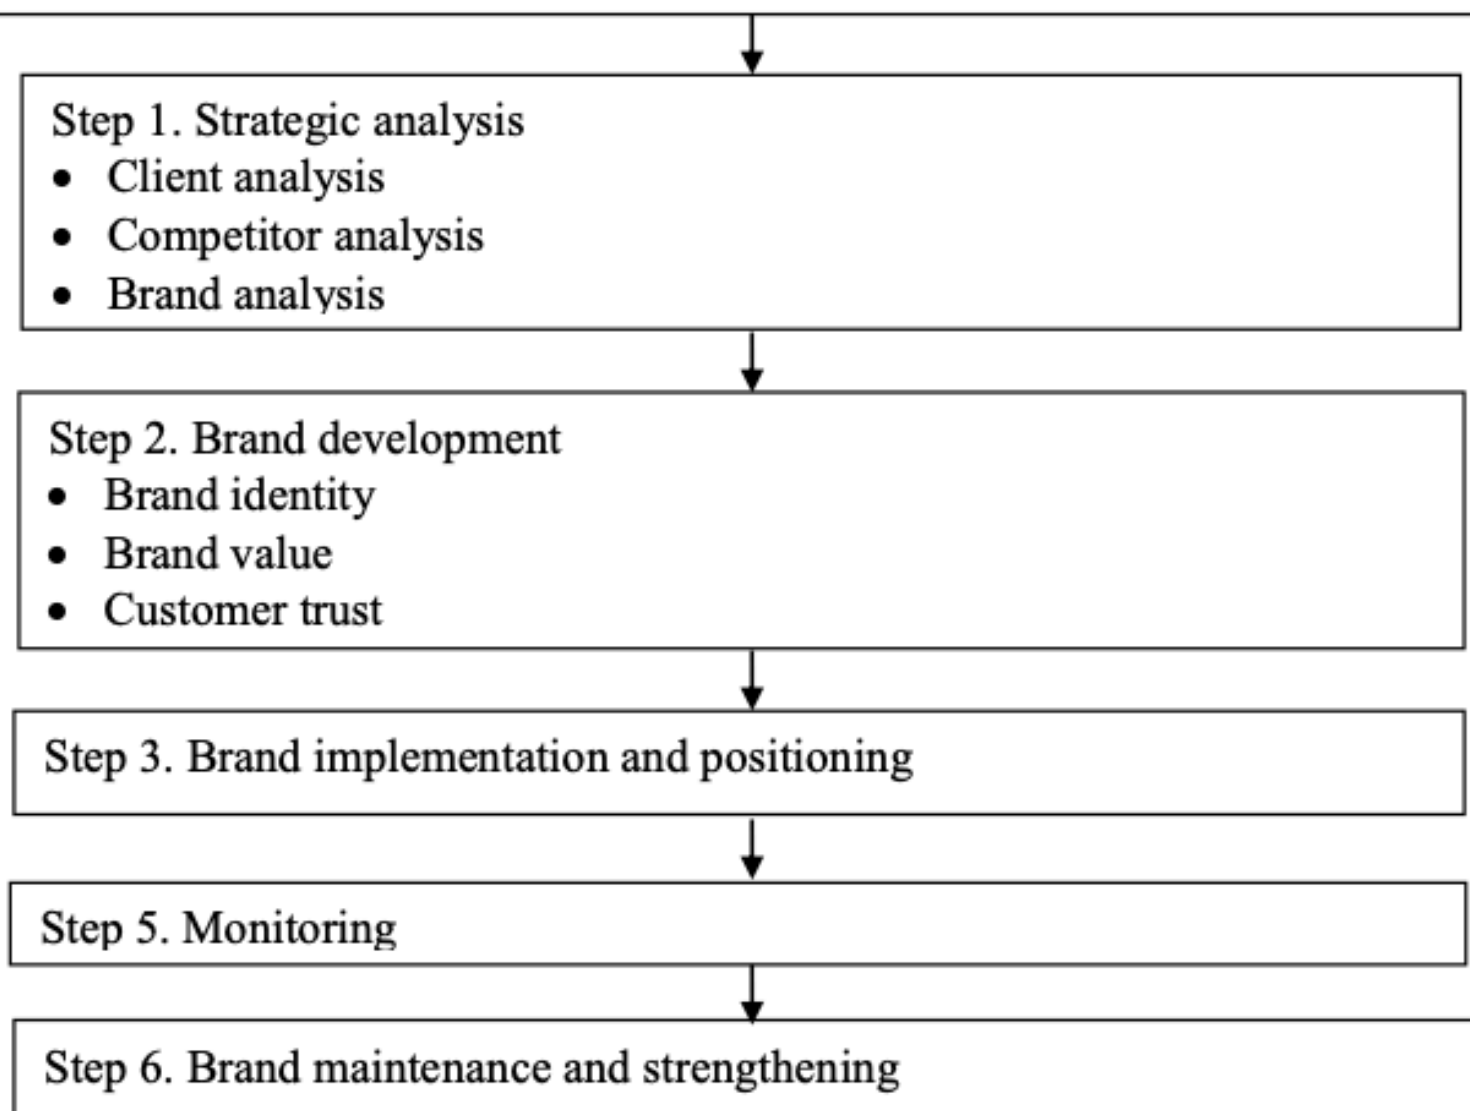 Step 1. Strategic analysis
• Client analysis
• Competitor analysis
• Brand analysis
Step 2. Brand development
• Brand identity
• Brand value
• Customer trust
Step 3. Brand implementation and positioning
Step 5. Monitoring
Step 6. Brand maintenance and strengthening